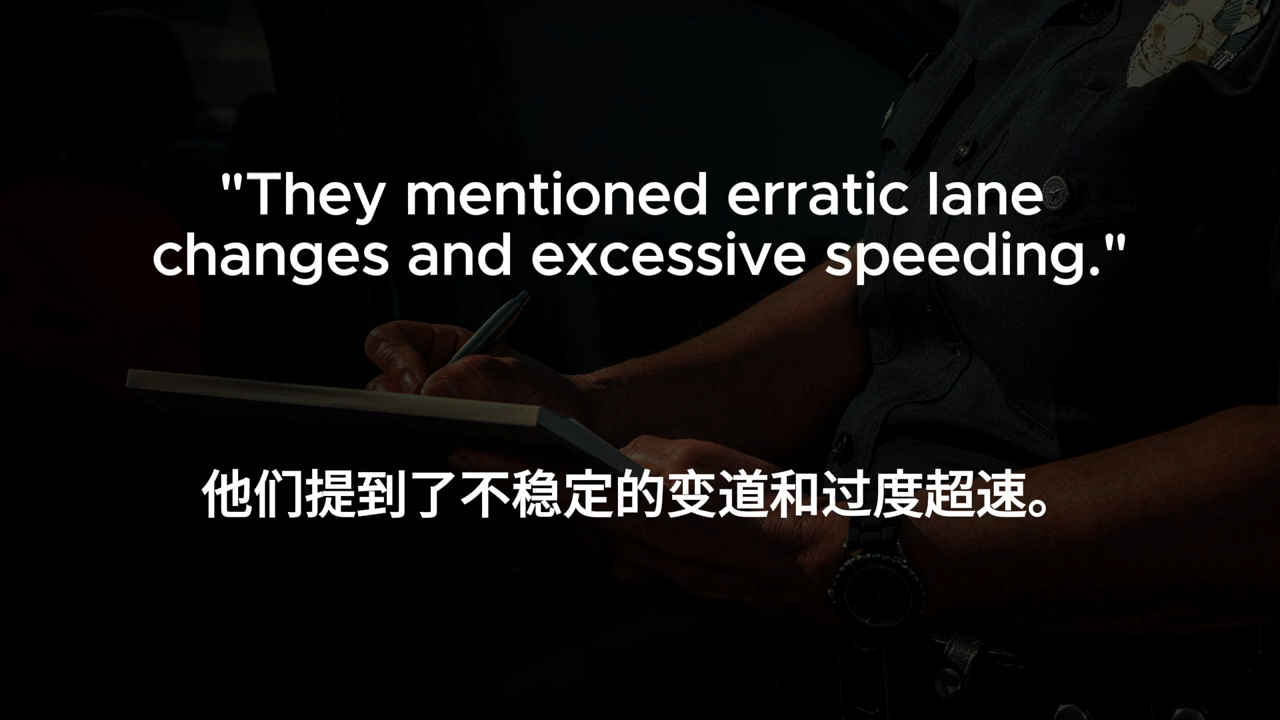 "They mentioned erratic lane
changes and excessive speeding."
他们提到了不稳定的变道和过度超速。